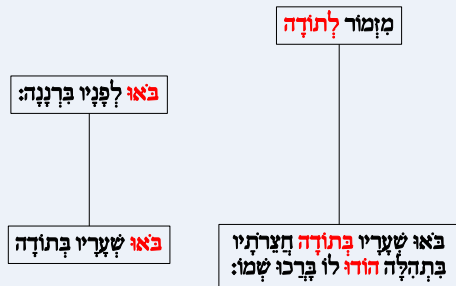 מִזְמוֹר לְתוֹדָה
בֹּאוּ לְפָנָיו בִּרְנָנָה:
בֹּאוּ שְׁעָרָיו בְּתוֹדָה חֲצֵרֹתָיו
בִּתְהִלָּה הוֹדוּ לוֹ בָּרֲכוּ שְׁמוֹ:
בֹּאוּ שְׁעָרָיו בְּתוֹדָה